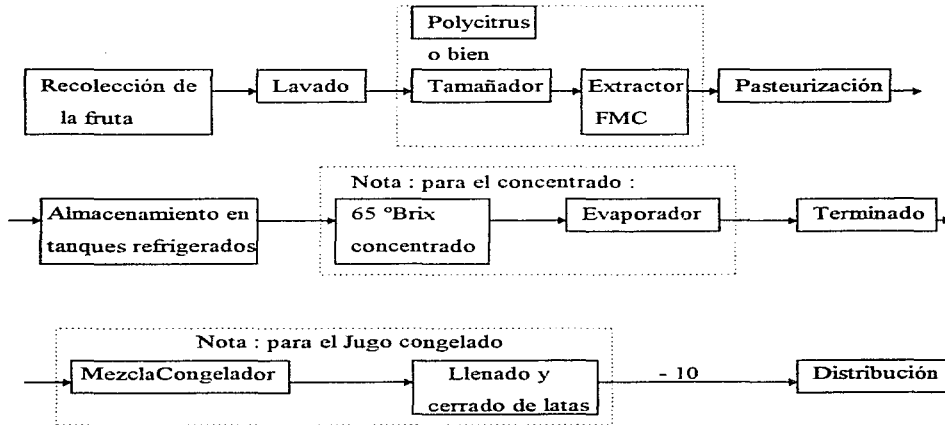 Polycitrus
o bien
Recolección de
la fruta
Lavado
Tamañador
Extractor
FMC
Pasteurización
Nota : para el concentrado :
Almacenamiento en
tanques refrigerados
65 ºBrix
concentrado
Evaporador
Terminado
Nota : para el Jugo congelado
MezclaCongelador
Llenado y
cerrado de latas
- 10
Distribución